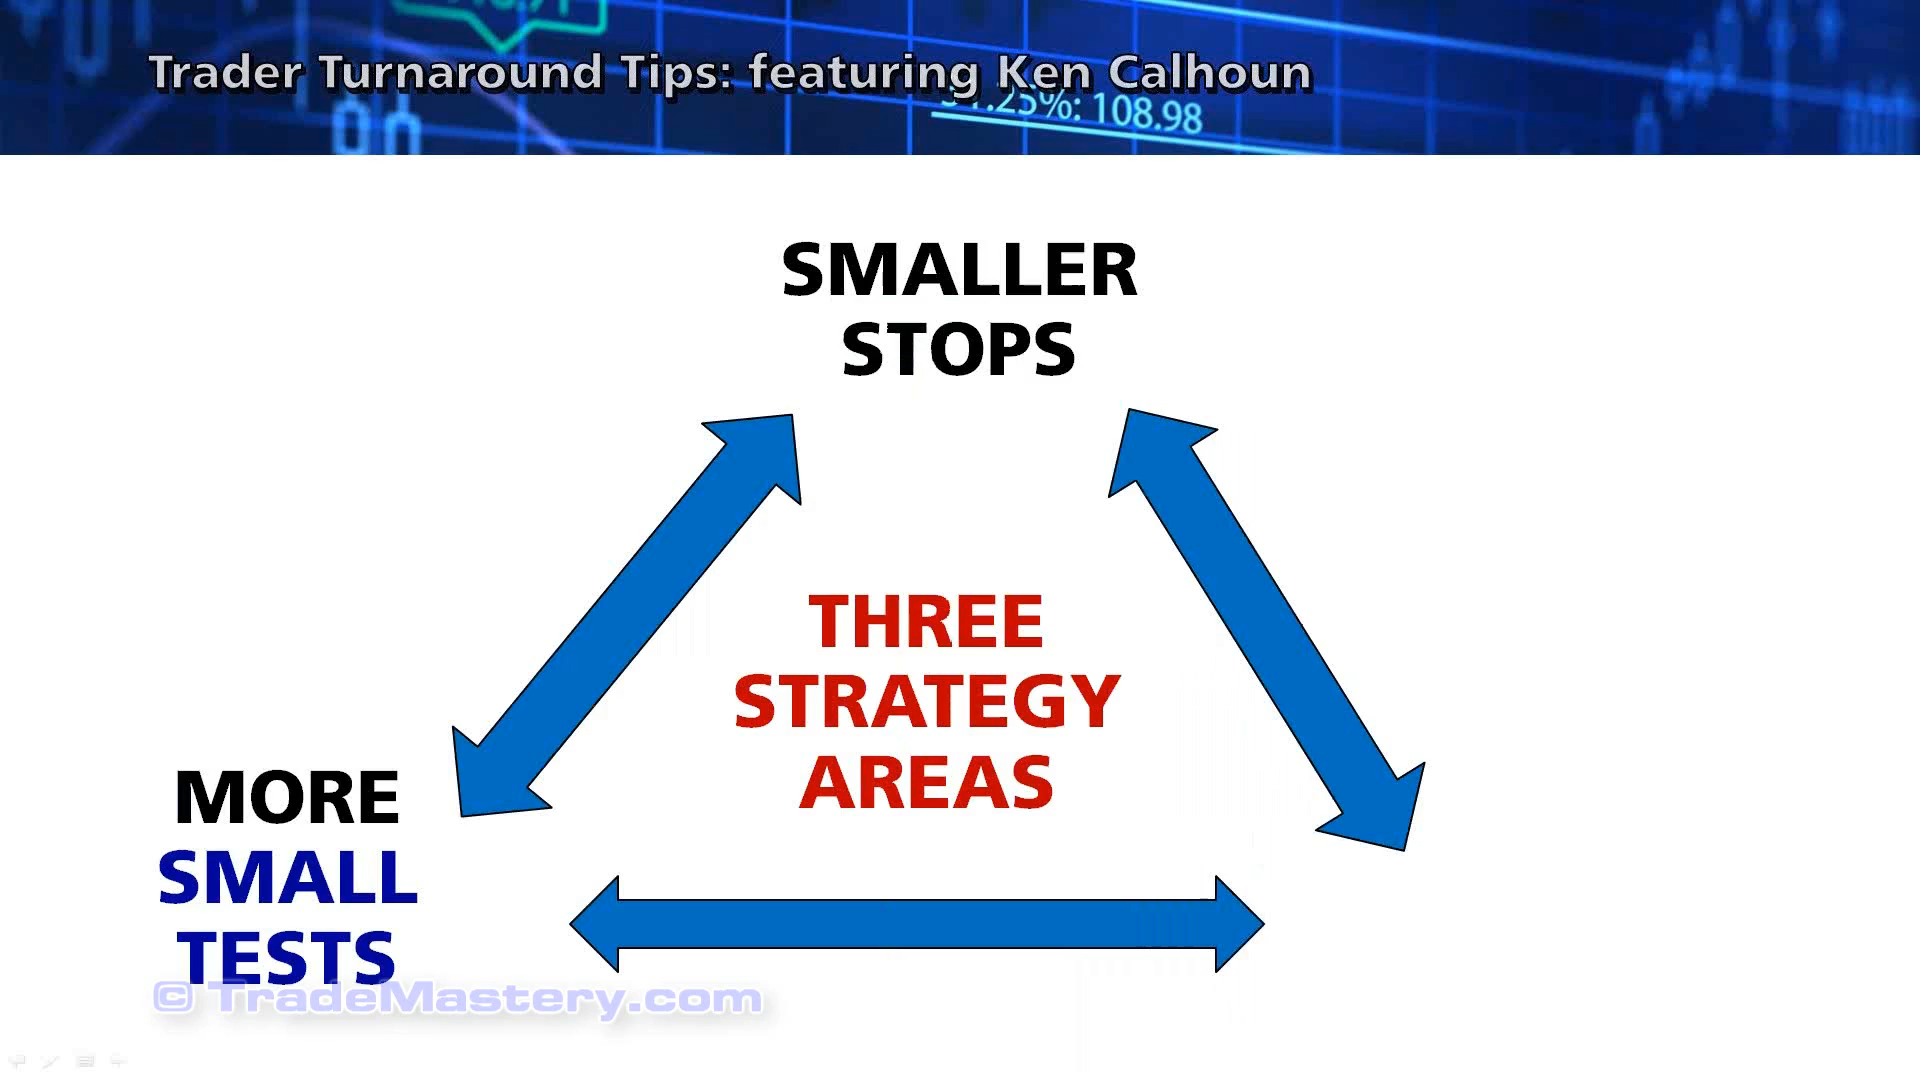 Trader Turnaround Tips: featuring Ken Calhoun
108.98
SMALLER
STOPS
THREE
STRATEGY
AREAS
MORE
SMALL
TESTS
© TradeMastery.com